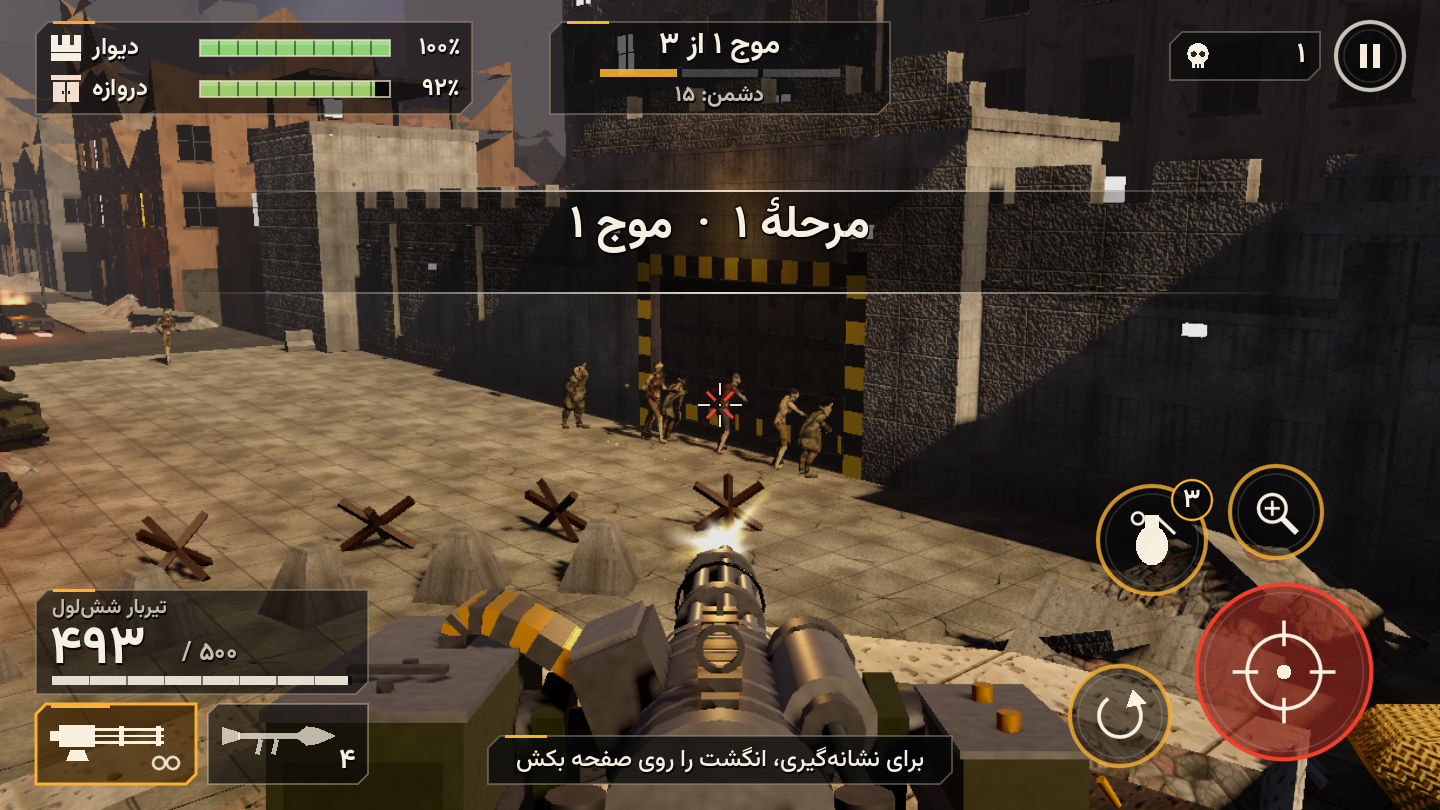 دیوار ۱۰۰٪
دروازه ۹۲٪
موج ۱ از ۳
دشمن: ۱۵
۱
مرحلهٔ ۱ · موج ۱
۳
تیربار شش‌لول
۴۹۳ / ۵۰۰
∞
۴
برای نشانه‌گیری، انگشت را روی صفحه بکش